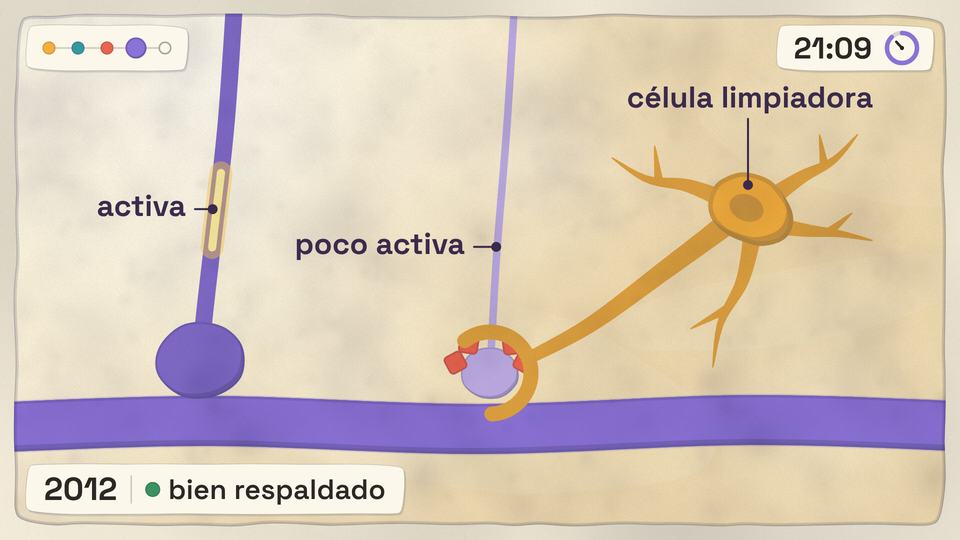 21:09
célula limpiadora
activa
poco activa
2012 bien respaldado